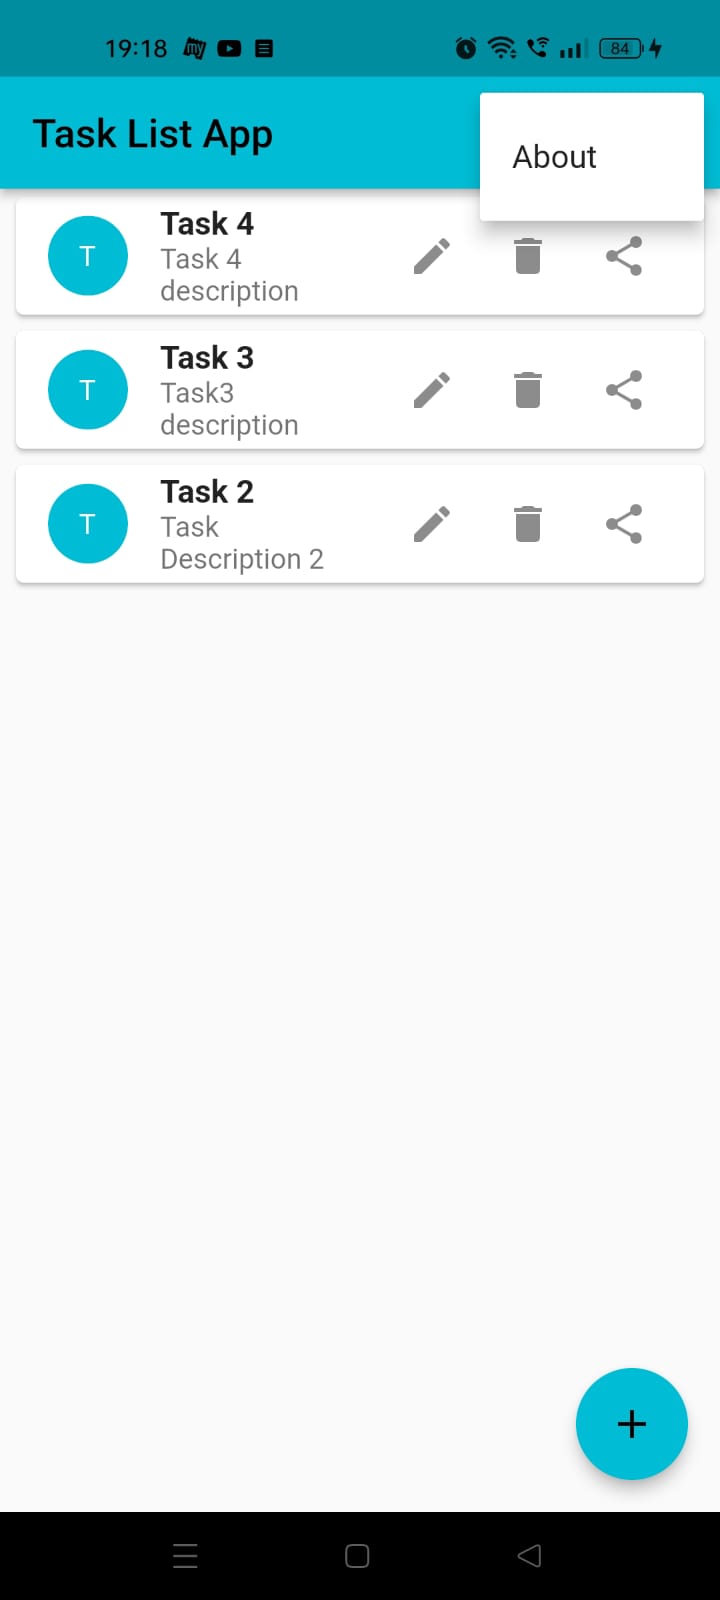 19:18 my 84
Task List App
About
T
Task 4
Task 4
description
T
Task 3
Task3
description
T
Task 2
Task
Description 2